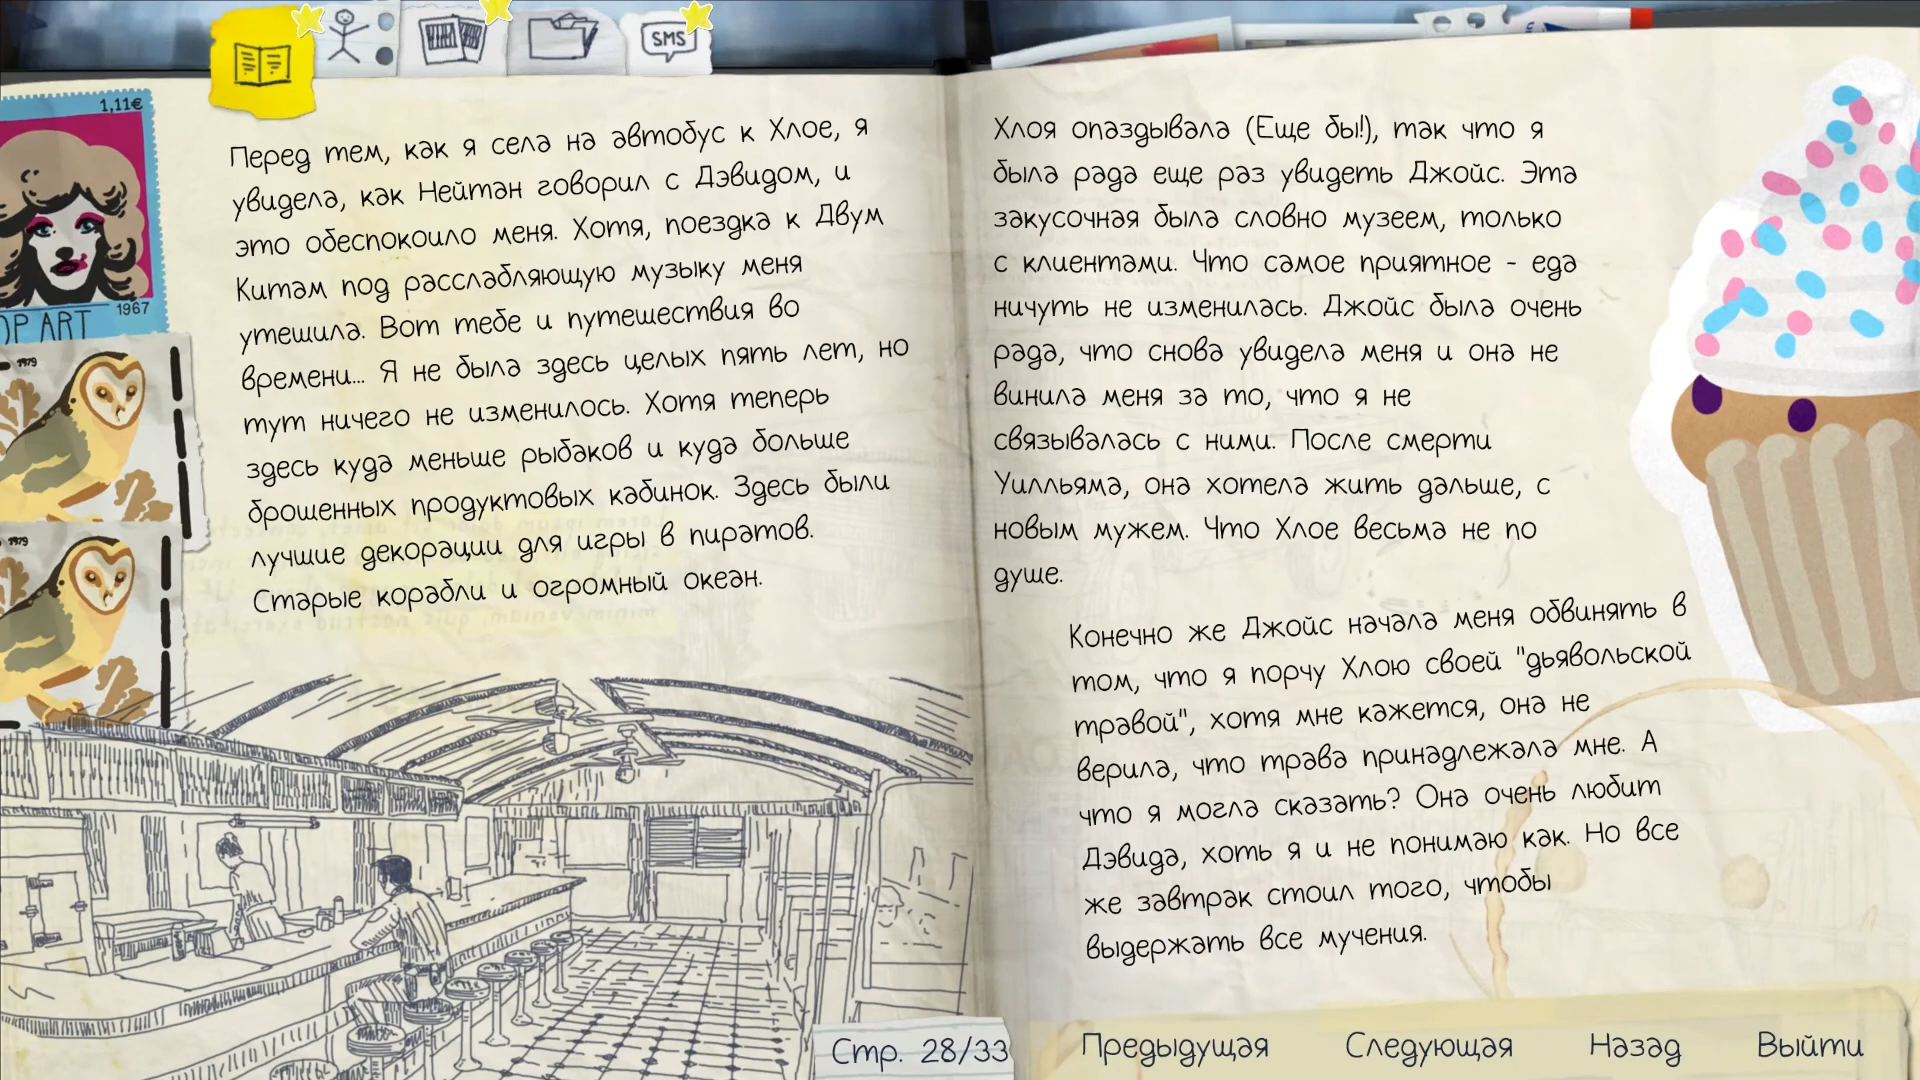 SMS
1,11€
1967
OP ART
1979
1979
Перед тем, как я села на автобус к Хлое, я
увидела, как Нейтан говорил с Дэвидом, и
это обеспокоило меня. Хотя, поездка к Двум
Китам под расслабляющую музыку меня
утешила. Вот тебе и путешествия во
времени... Я не была здесь целых пять лет, но
тут ничего не изменилось. Хотя теперь
здесь куда меньше рыбаков и куда больше
брошенных продуктовых кабинок. Здесь были
лучшие декорации для игры в пиратов.
Старые корабли и огромный океан.
Хлоя опаздывала (Еще бы!), так что я
была рада еще раз увидеть Джойс. Эта
закусочная была словно музеем, только
с клиентами. Что самое приятное - еда
ничуть не изменилась. Джойс была очень
рада, что снова увидела меня и она не
винила меня за то, что я не
связывалась с ними. После смерти
Уилльяма, она хотела жить дальше, с
новым мужем. Что Хлое весьма не по
душе.
Конечно же Джойс начала меня обвинять в
том, что я порчу Хлою своей "дьявольской
травой", хотя мне кажется, она не
верила, что трава принадлежала мне. А
что я могла сказать? Она очень любит
Дэвида, хоть я и не понимаю как. Но все
же завтрак стоил того, чтобы
выдержать все мучения.
Стр. 28/33
Предыдущая Следующая Назад Выйти